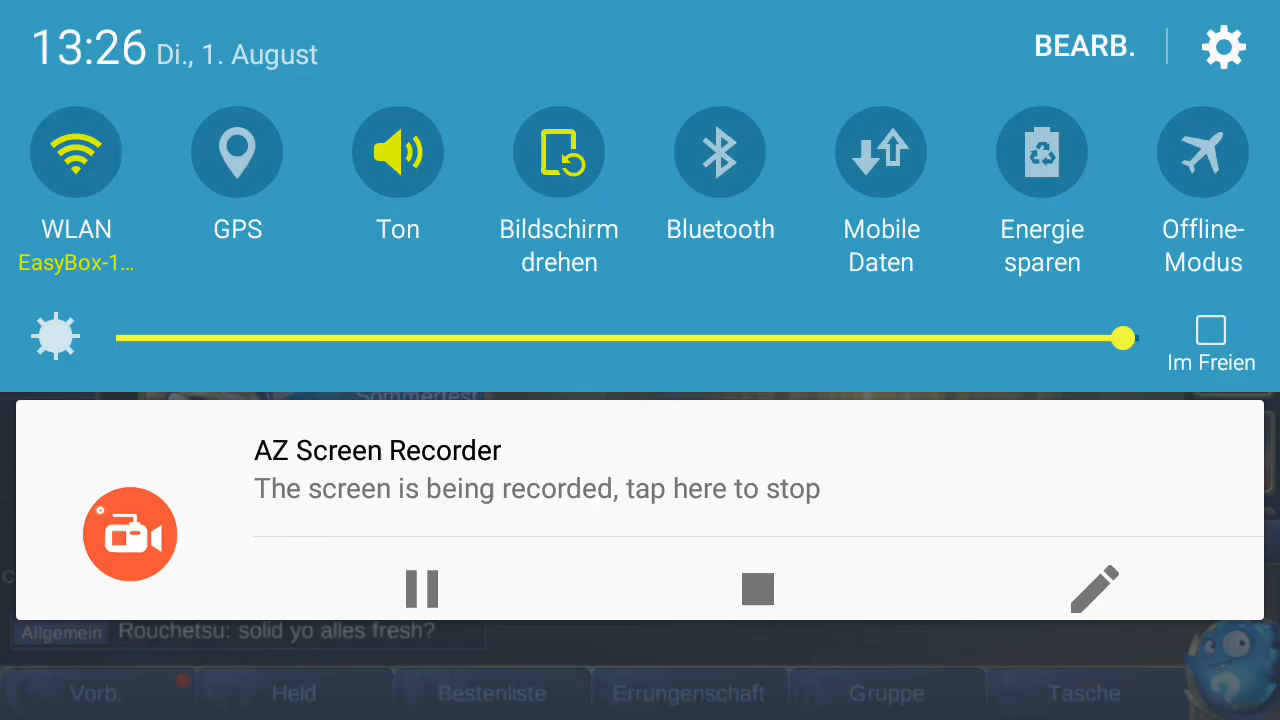 13:26 Di., 1. August
BEARB.
WLAN
EasyBox-1...
GPS
Ton
Bildschirm
drehen
Bluetooth
Mobile
Daten
Energie
sparen
Offline-
Modus
Im Freien
Sommerfest
AZ Screen Recorder
The screen is being recorded, tap here to stop
Allgemein Rouchetsu: solid yo alles fresh?
Vorb.
Held
Bestenliste
Errungenschaft
Gruppe
Tasche